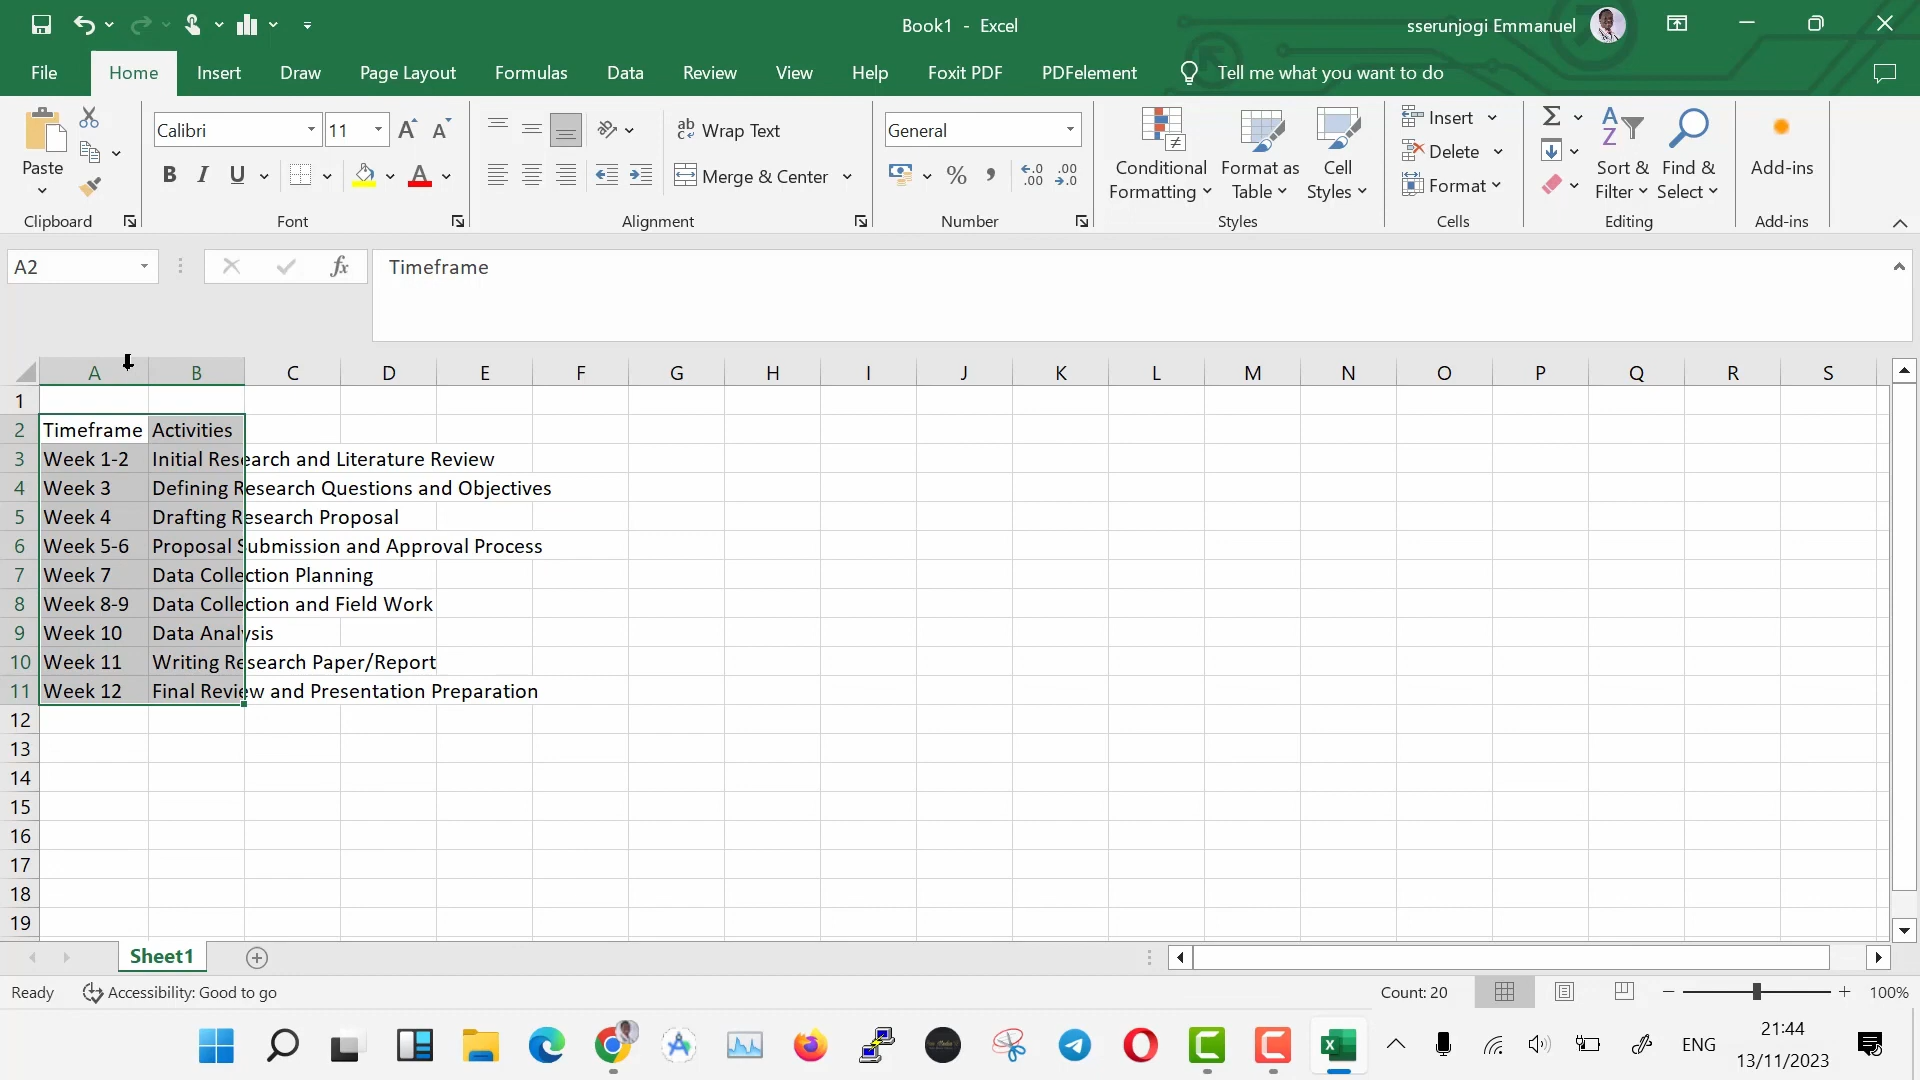 Book1 - Excel
sserunjogi Emmanuel
File Home Insert Draw Page Layout Formulas Data Review View Help Foxit PDF PDFelement Tell me what you want to do
Paste
Clipboard
Calibri 11
B I U A
Font
ab Wrap Text
Merge & Center
Alignment
General
% , .00 .00
Number
Conditional Formatting
Format as Table
Cell Styles
Styles
Insert
Delete
Format
Cells
Sort & Filter
Find & Select
Editing
Add-ins
Add-ins
A2 fx Timeframe
A B C D E F G H I J K L M N O P Q R S
1
2 Timeframe Activities
3 Week 1-2 Initial Research and Literature Review
4 Week 3 Defining Research Questions and Objectives
5 Week 4 Drafting Research Proposal
6 Week 5-6 Proposal Submission and Approval Process
7 Week 7 Data Collection Planning
8 Week 8-9 Data Collection and Field Work
9 Week 10 Data Analysis
10 Week 11 Writing Research Paper/Report
11 Week 12 Final Review and Presentation Preparation
12
13
14
15
16
17
18
19
Sheet1
Ready Accessibility: Good to go Count: 20 100%
ENG 21:44
13/11/2023